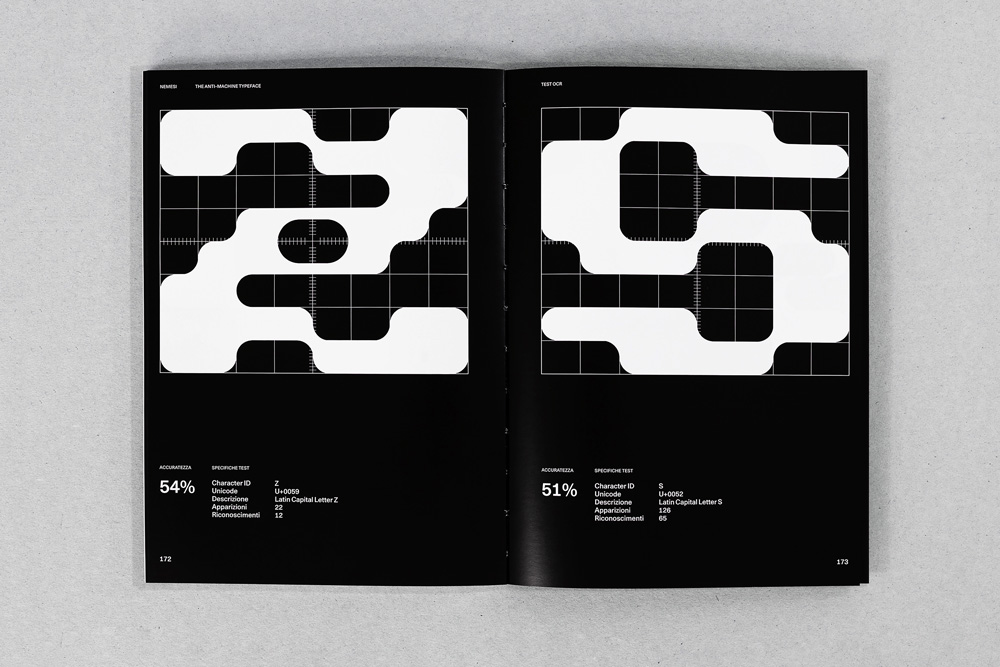 NEMESI THE ANTI-MACHINE TYPEFACE
Z
ACCURATEZZA SPECIFICHE TEST
54%
Character ID Z
Unicode U+0059
Descrizione Latin Capital Letter Z
Apparizioni 22
Riconoscimenti 12
172
TEST OCR
S
ACCURATEZZA SPECIFICHE TEST
51%
Character ID S
Unicode U+0052
Descrizione Latin Capital Letter S
Apparizioni 126
Riconoscimenti 65
173